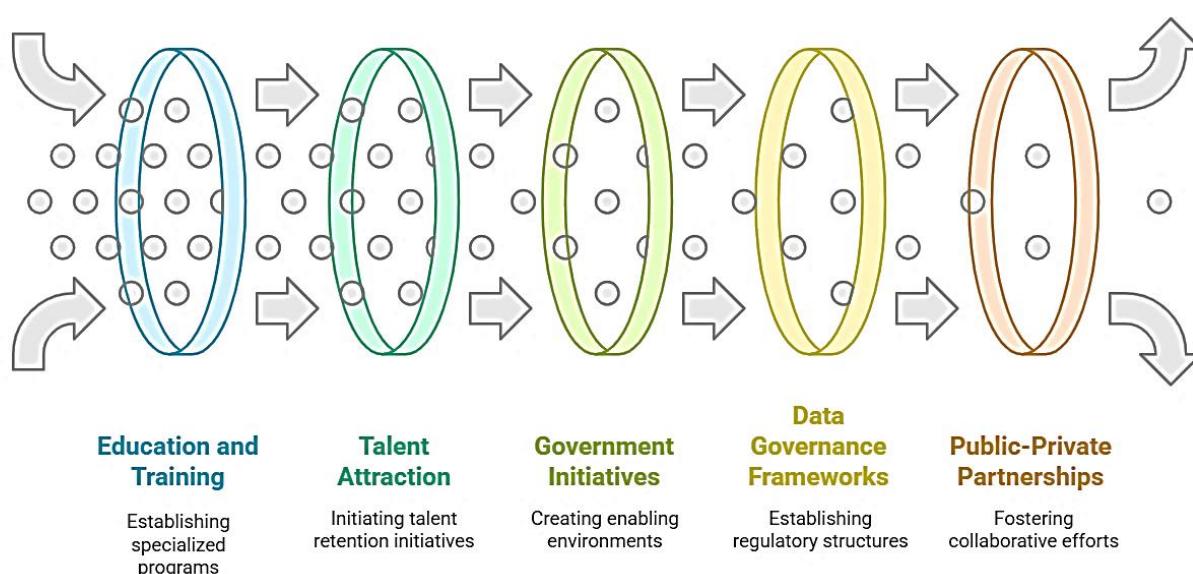 Education and
Training
Establishing
specialized
programs
Talent
Attraction
Initiating talent
retention initiatives
Government
Initiatives
Creating enabling
environments
Data
Governance
Frameworks
Establishing
regulatory structures
Public-Private
Partnerships
Fostering
collaborative efforts